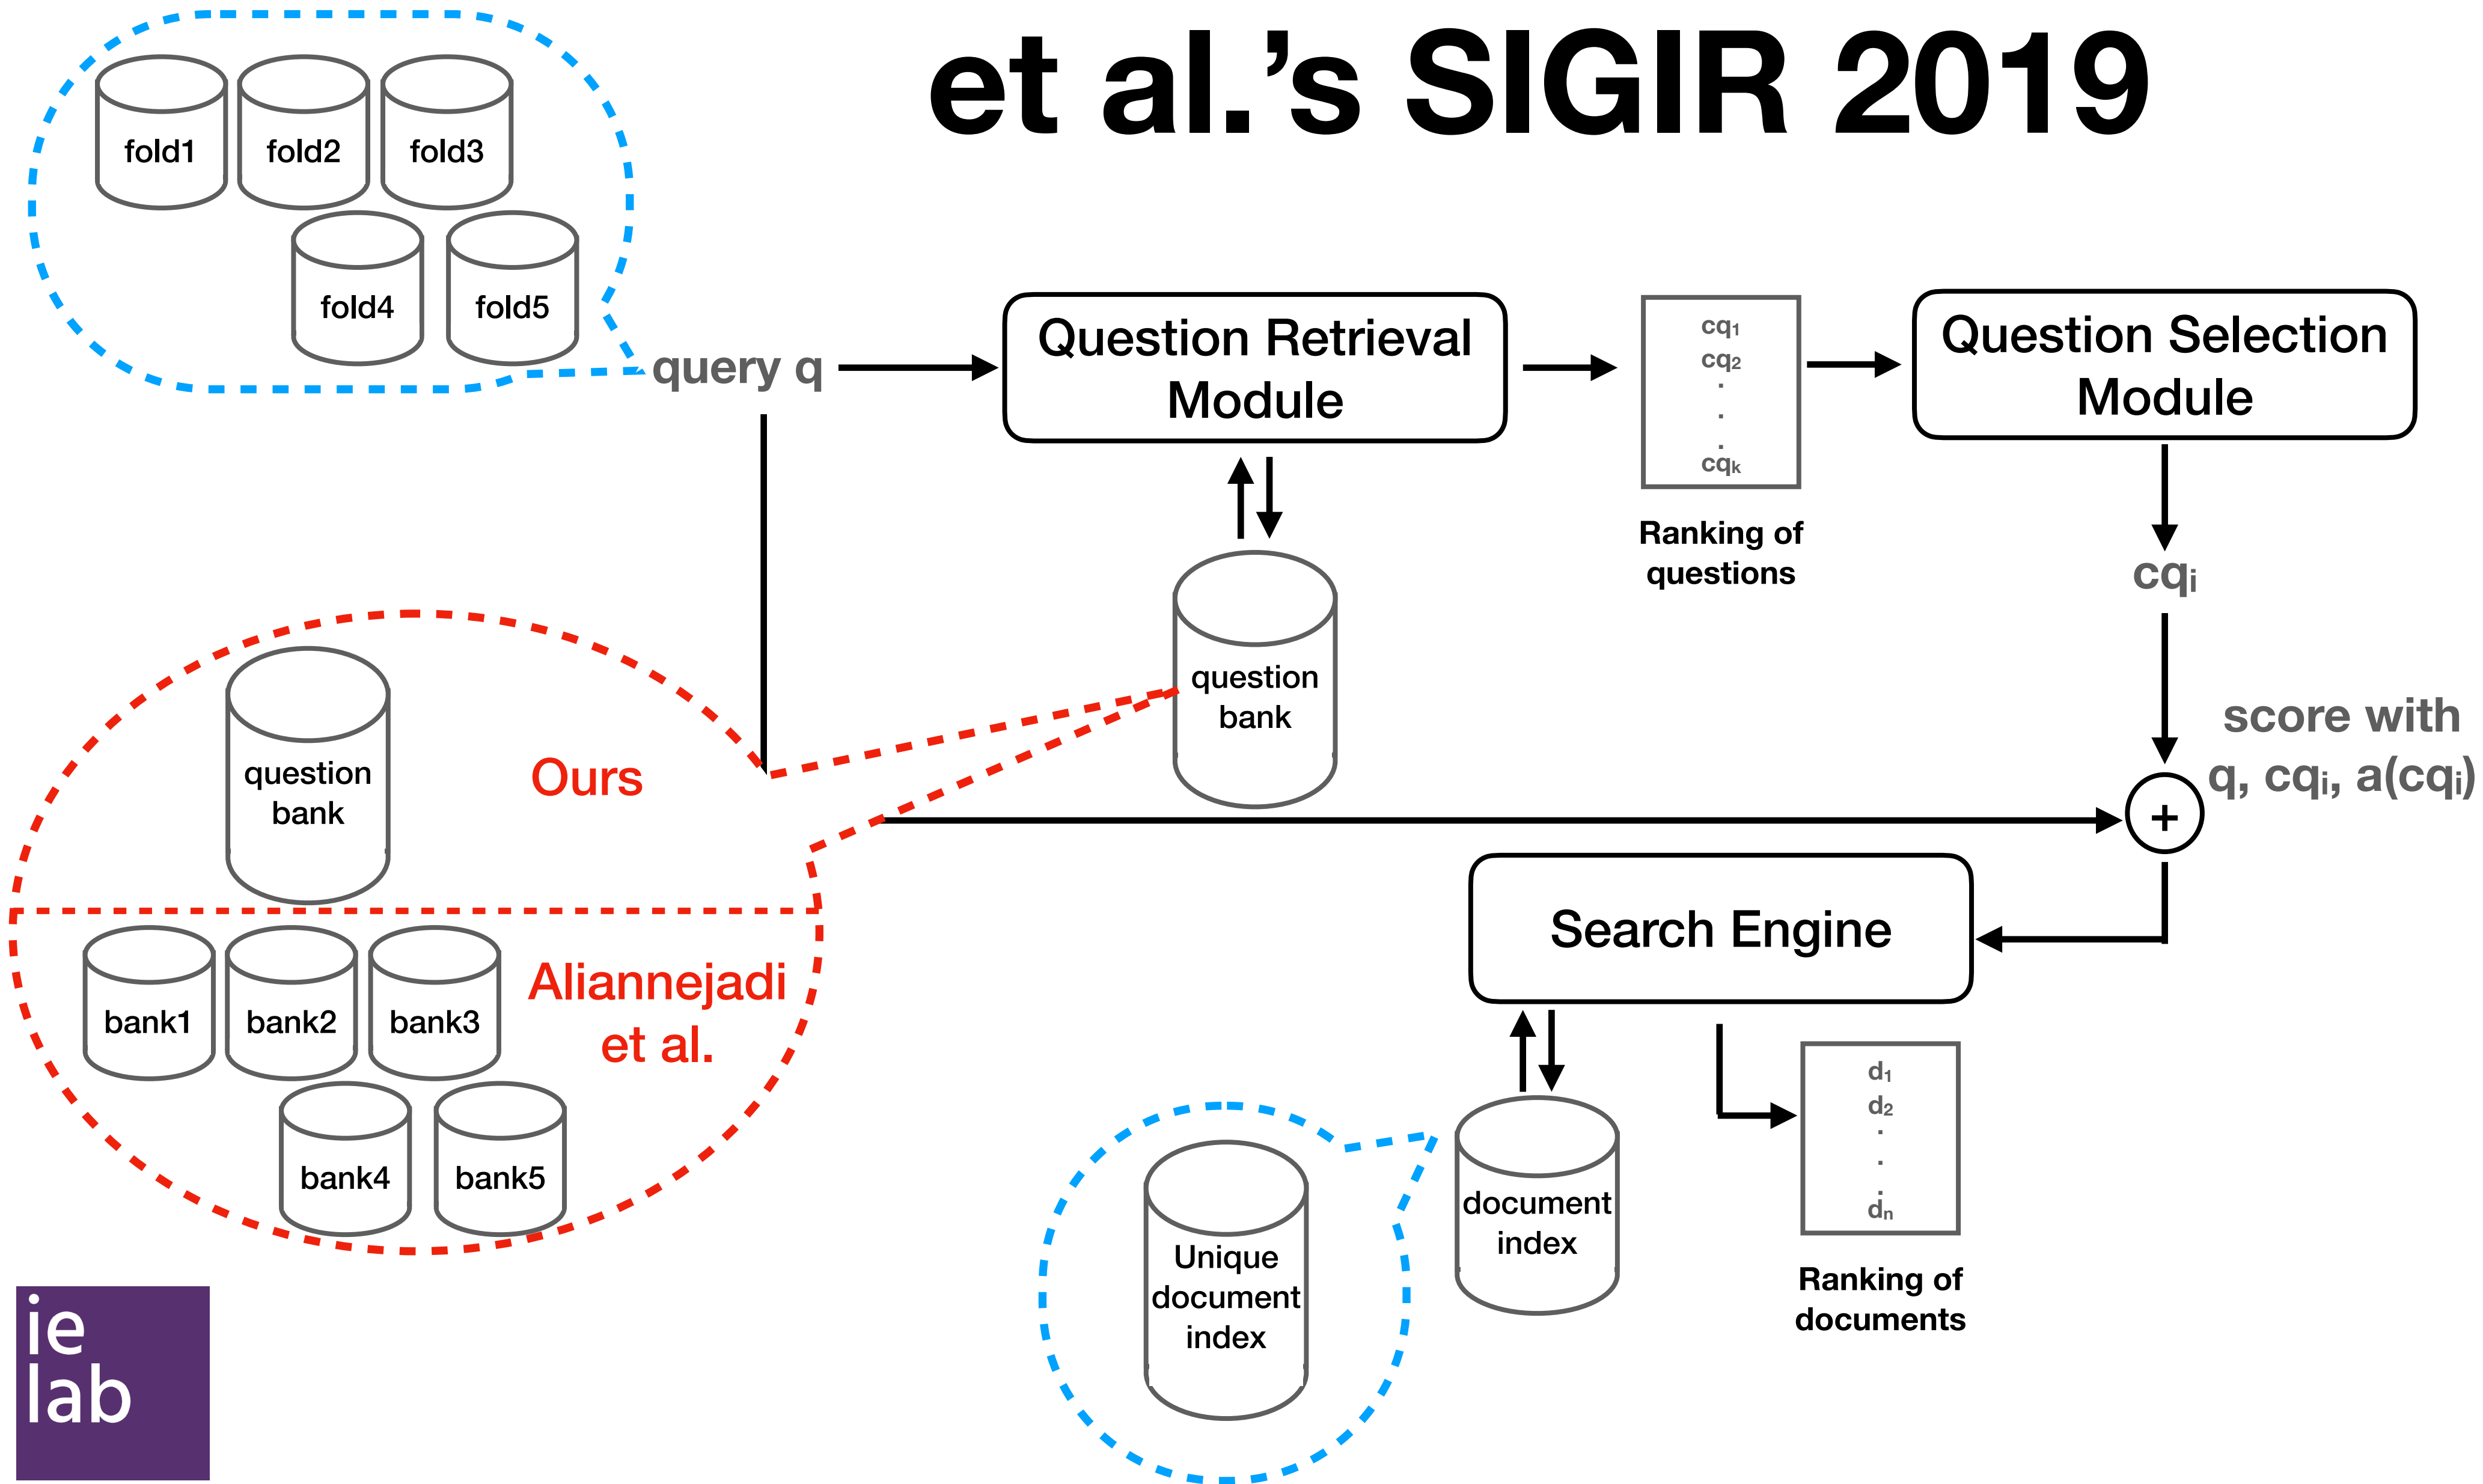 et al.'s SIGIR 2019
fold1
fold2
fold3
fold4
fold5
query q
Question Retrieval
Module
cq₁
cq₂
.
.
.
cqₖ
Ranking of
questions
Question Selection
Module
cqᵢ
score with
q, cqᵢ, a(cqᵢ)
+
question
bank
question
bank
Ours
Aliannejadi
et al.
bank1
bank2
bank3
bank4
bank5
Search Engine
document
index
Unique
document
index
d₁
d₂
.
.
.
dₙ
Ranking of
documents
ie
lab